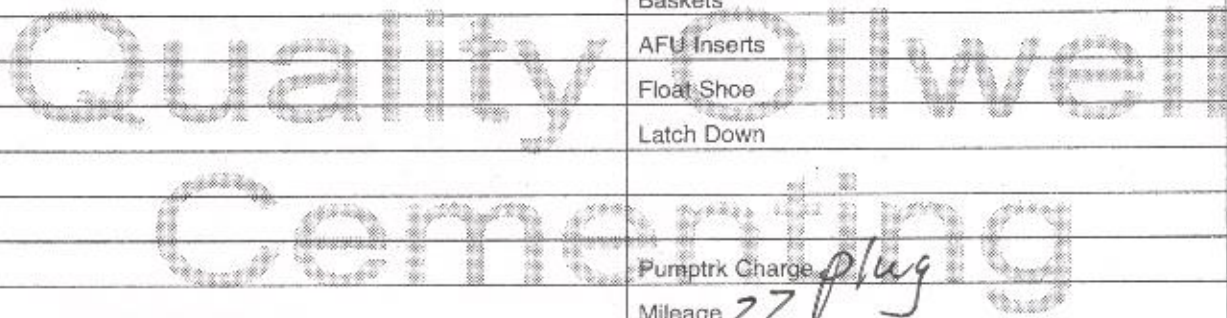 Baskets
Quality Oilwell
AFU Inserts
Float Shoe
Latch Down
Cementing
Pumptrk Charge plug
Mileage 27